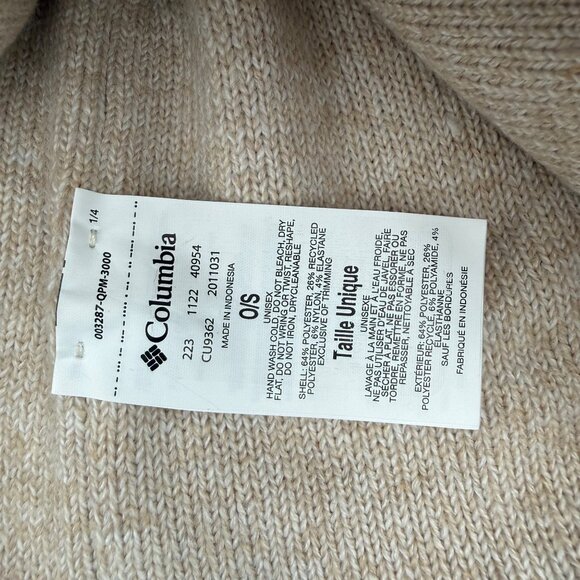 003287-QPM-3000 1/4
Columbia
223 1122 40954
CU9362 2011031
MADE IN INDONESIA
O/S
UNISEX
HAND WASH COLD, DO NOT BLEACH, DRY
FLAT, DO NOT WRING OR TWIST, RESHAPE,
DO NOT IRON, DRYCLEANABLE
SHELL: 64% POLYESTER, 26% RECYCLED
POLYESTER, 6% NYLON, 4% ELASTANE
EXCLUSIVE OF TRIMMING
Taille Unique
UNISEXE
LAVAGE À LA MAIN ET À L'EAU FROIDE,
NE PAS UTILISER D'EAU DE JAVEL, FAIRE
SÉCHER À PLAT, NE PAS ESSORER OU
TORDRE, REMETTRE EN FORME, NE PAS
REPASSER, NETTOYABLE À SEC
EXTÉRIEUR: 64% POLYESTER, 26%
POLYESTER RECYCLÉ, 6% POLYAMIDE, 4%
ÉLASTHANNE
SAUF LES BORDURES
FABRIQUÉ EN INDONÉSIE